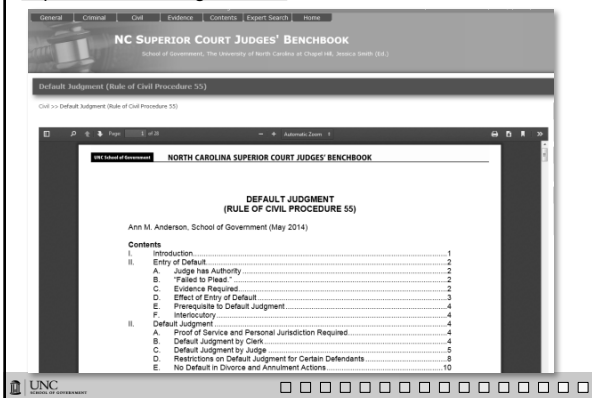 General Criminal Civil Evidence Contents Expert Search Home
NC SUPERIOR COURT JUDGES' BENCHBOOK
School of Government, The University of North Carolina at Chapel Hill, Jessica Smith (Ed.)
Default Judgment (Rule of Civil Procedure 55)
Civil >> Default Judgment (Rule of Civil Procedure 55)
Page: 1 of Automatic Zoom
UNC School of Government NORTH CAROLINA SUPERIOR COURT JUDGES' BENCHBOOK
DEFAULT JUDGMENT
(RULE OF CIVIL PROCEDURE 55)
Ann M. Anderson, School of Government (May 2014)
Contents
I. Introduction 1
II. Entry of Default 2
A. Judge has Authority 2
B. "Failed to Plead." 2
C. Evidence Required 2
D. Effect of Entry of Default 3
E. Prerequisite to Default Judgment 4
F. Interlocutory 4
II. Default Judgment 4
A. Proof of Service and Personal Jurisdiction Required 4
B. Default Judgment by Clerk 4
C. Default Judgment by Judge 5
D. Restrictions on Default Judgment for Certain Defendants 8
E. No Default in Divorce and Annulment Actions 10
UNC
SCHOOL OF GOVERNMENT